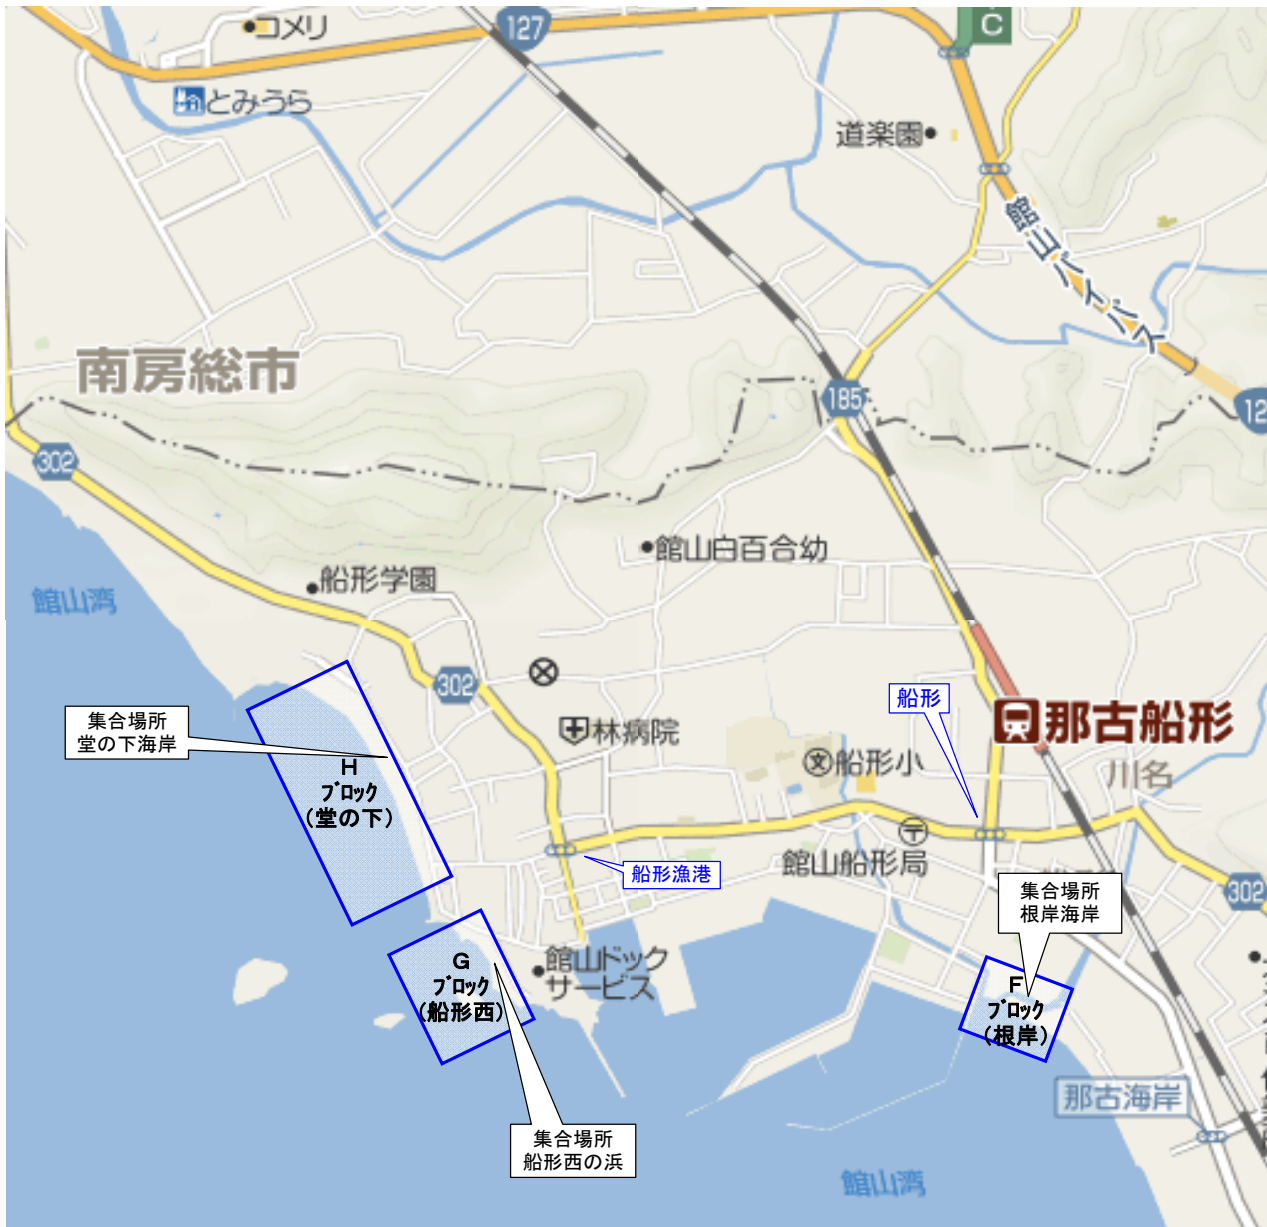 コメリ
127
C
とみうら
道楽園
館山バイパス
南房総市
185
12
302
館山白百合幼
船形学園
館山湾
302
船形
集合場所
堂の下海岸
林病院
那古船形
H
ブロック
(堂の下)
船形小
川名
館山船形局
船形漁港
302
集合場所
根岸海岸
G
ブロック
(船形西)
館山ドック
サービス
F
ブロック
(根岸)
那古海岸
集合場所
船形西の浜
館山湾